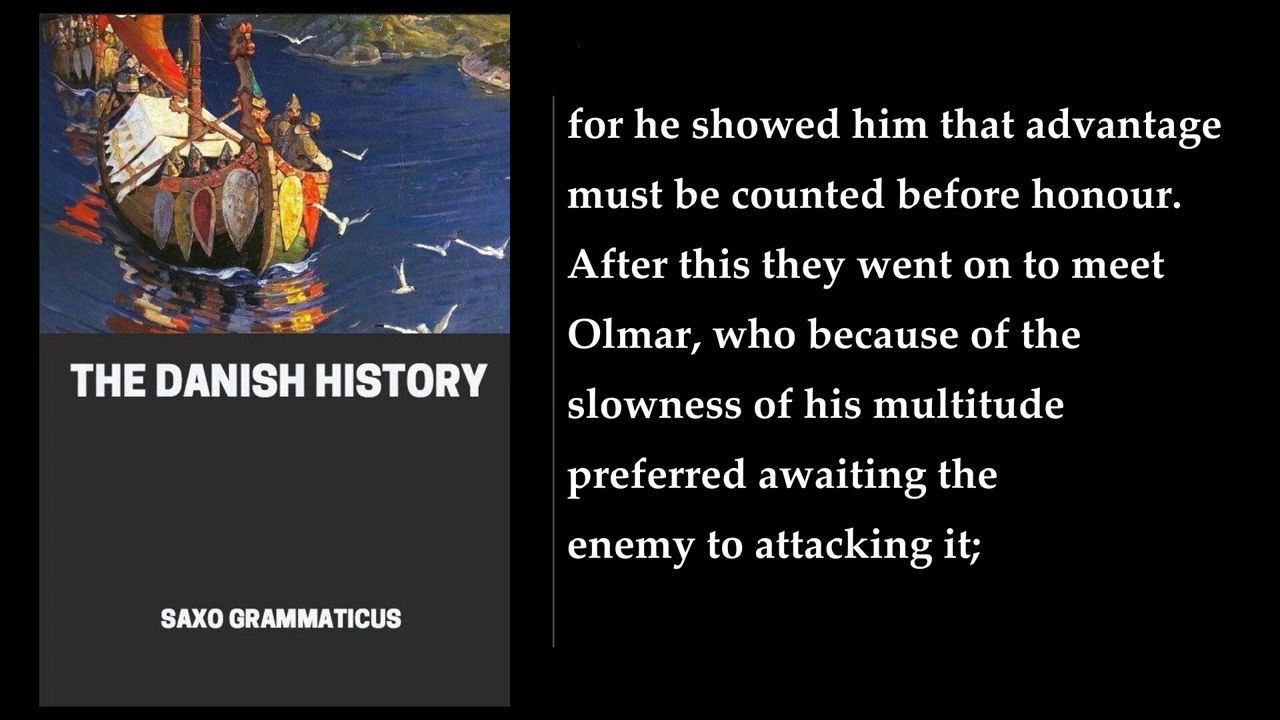 THE DANISH HISTORY
SAXO GRAMMATICUS
for he showed him that advantage
must be counted before honour.
After this they went on to meet
Olmar, who because of the
slowness of his multitude
preferred awaiting the
enemy to attacking it;